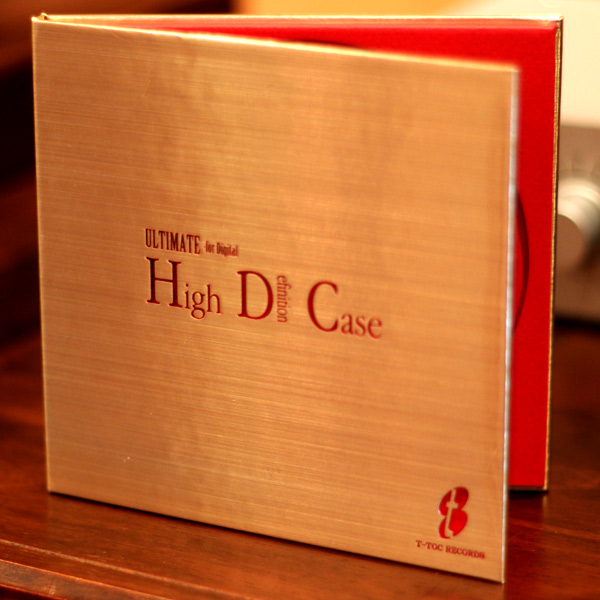 ULTIMATE for Digital
High Definition Case
T-TOC RECORDS